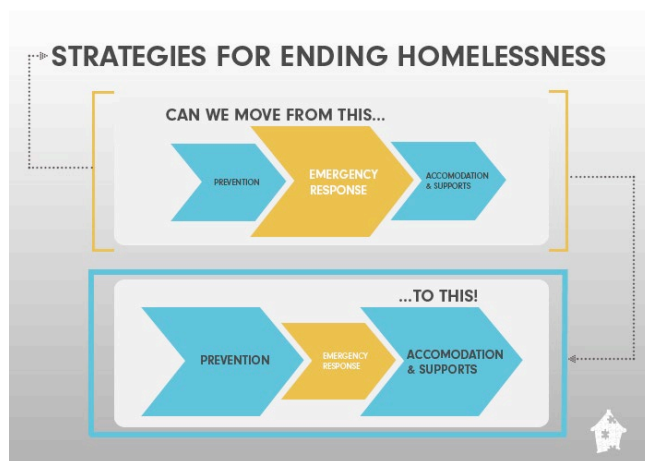 STRATEGIES FOR ENDING HOMELESSNESS
CAN WE MOVE FROM THIS...
PREVENTION
EMERGENCY
RESPONSE
ACCOMODATION
& SUPPORTS
...TO THIS!
PREVENTION
EMERGENCY
RESPONSE
ACCOMODATION
& SUPPORTS